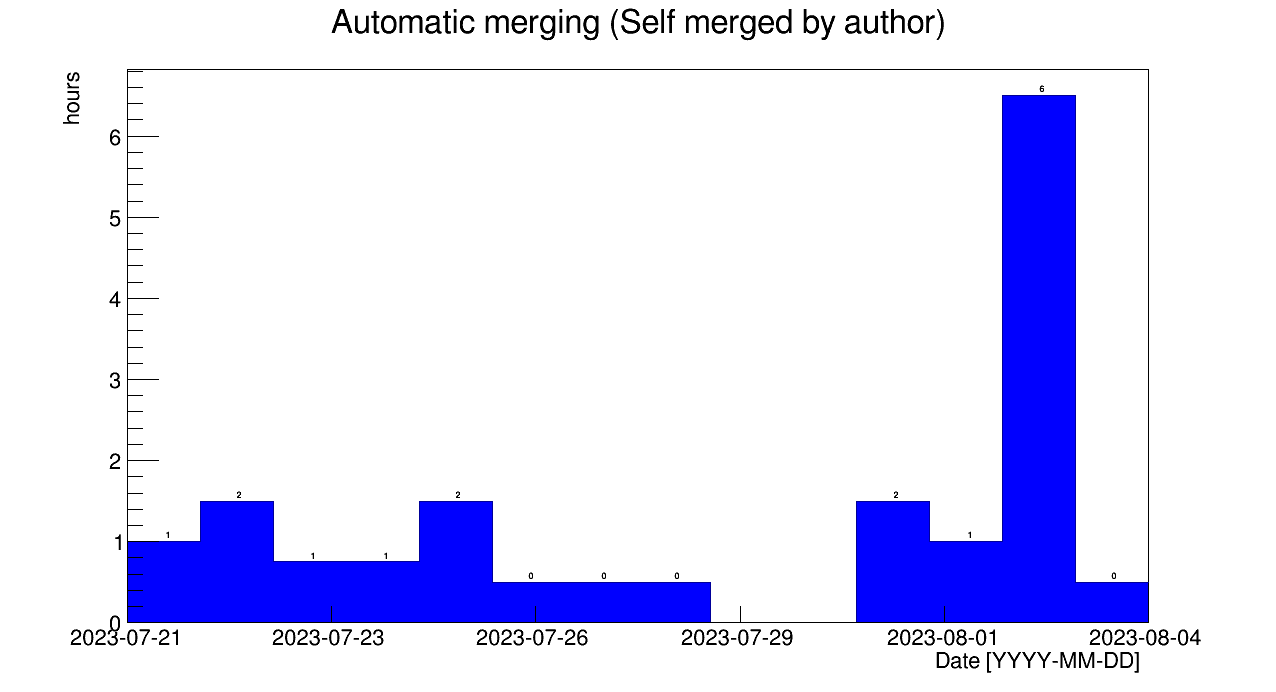 Automatic merging (Self merged by author)
hours
6
6
5
4
3
2
2 2 2
1 1 1
1 1
0 0 0 0
0
2023-07-21 2023-07-23 2023-07-26 2023-07-29 2023-08-01 2023-08-04
Date [YYYY-MM-DD]